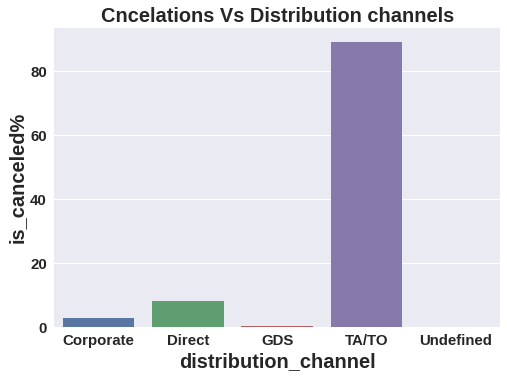 Cncelations Vs Distribution channels
is_canceled%
80
60
40
20
0
Corporate Direct GDS TA/TO Undefined
distribution_channel